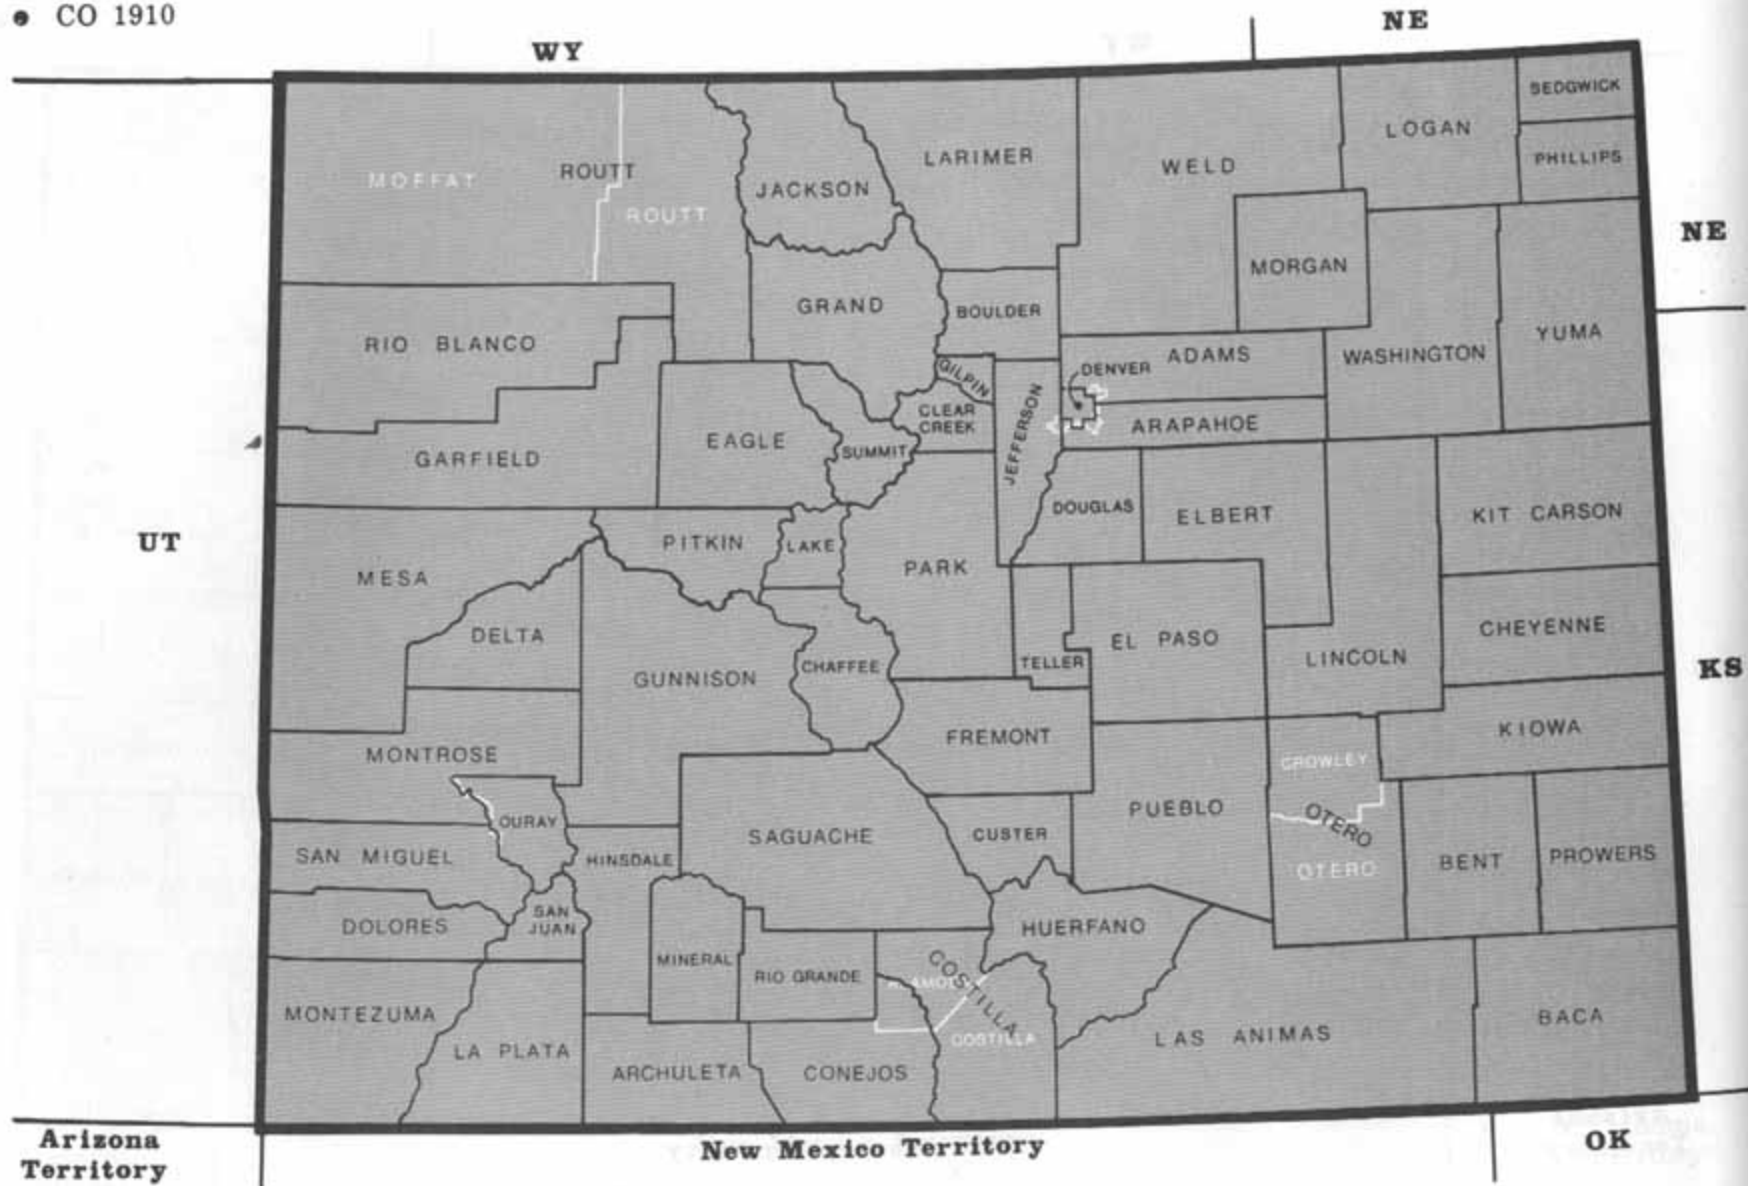 • CO 1910
WY
NE
SEDGWICK
LOGAN
LARIMER
WELD
PHILLIPS
MOFFAT
ROUTT
JACKSON
ROUTT
NE
MORGAN
GRAND
BOULDER
YUMA
RIO BLANCO
ADAMS
WASHINGTON
DENVER
GILPIN
CLEAR
CREEK
JEFFERSON
ARAPAHOE
EAGLE
SUMMIT
GARFIELD
DOUGLAS
ELBERT
KIT CARSON
UT
PITKIN
LAKE
PARK
MESA
CHEYENNE
DELTA
EL PASO
LINCOLN
TELLER
CHAFFEE
GUNNISON
KS
KIOWA
FREMONT
MONTROSE
CROWLEY
PUEBLO
OURAY
OTERO
SAGUACHE
CUSTER
SAN MIGUEL
HINSDALE
OTERO
BENT
PROWERS
SAN
JUAN
DOLORES
HUERFANO
MINERAL
RIO GRANDE
COSTILLA
MONTEZUMA
BACA
LAS ANIMAS
COSTILLA
LA PLATA
ARCHULETA
CONEJOS
Arizona
Territory
New Mexico Territory
OK